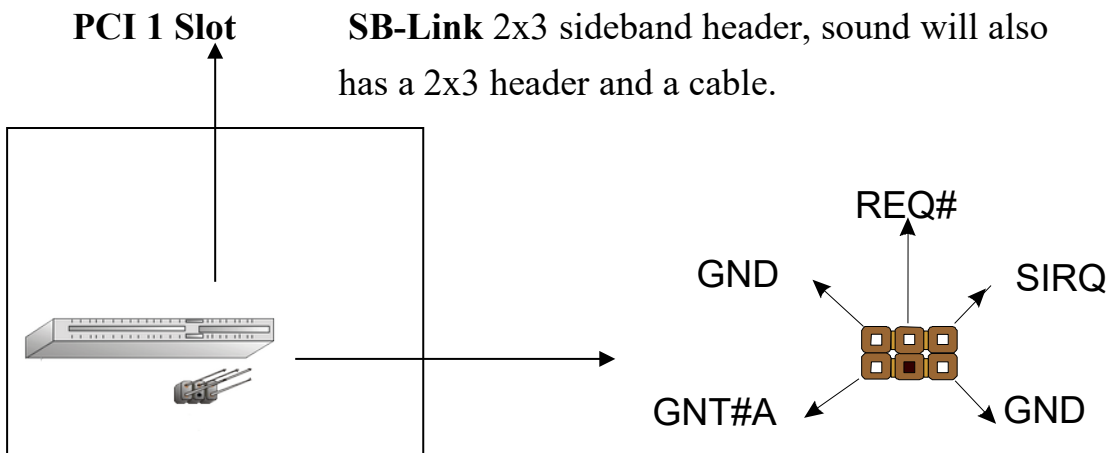 PCI 1 Slot SB-Link 2x3 sideband header, sound will also
has a 2x3 header and a cable.
REQ#
GND SIRQ
GNT#A GND